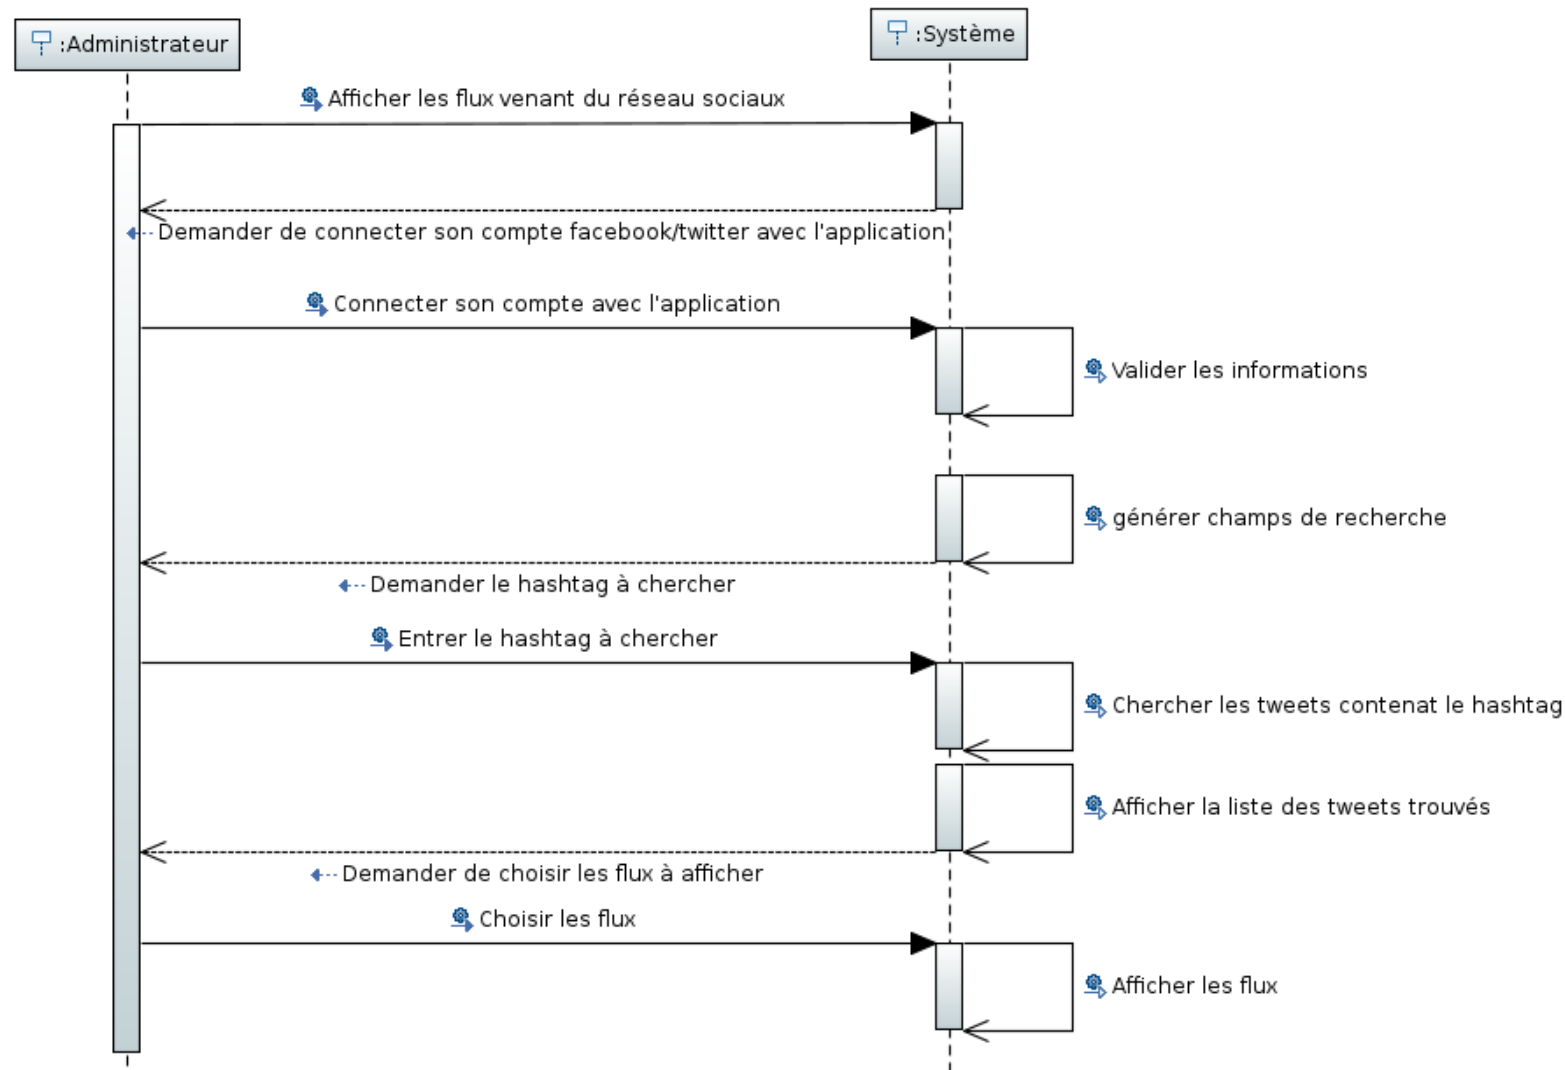 :Administrateur
:Système
Afficher les flux venant du réseau sociaux
Demander de connecter son compte facebook/twitter avec l'application
Connecter son compte avec l'application
Valider les informations
générer champs de recherche
Demander le hashtag à chercher
Entrer le hashtag à chercher
Chercher les tweets contenat le hashtag
Afficher la liste des tweets trouvés
Demander de choisir les flux à afficher
Choisir les flux
Afficher les flux